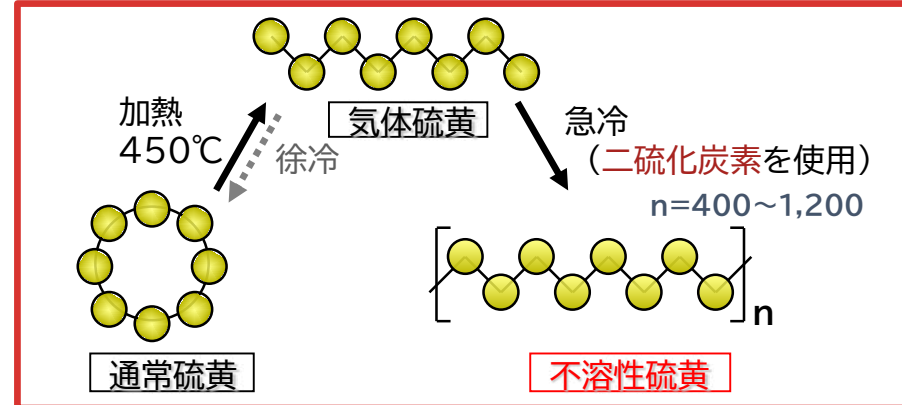 気体硫黄
加熱
450℃
徐冷
急冷
（二硫化炭素を使用）
n=400～1,200
n
通常硫黄
不溶性硫黄